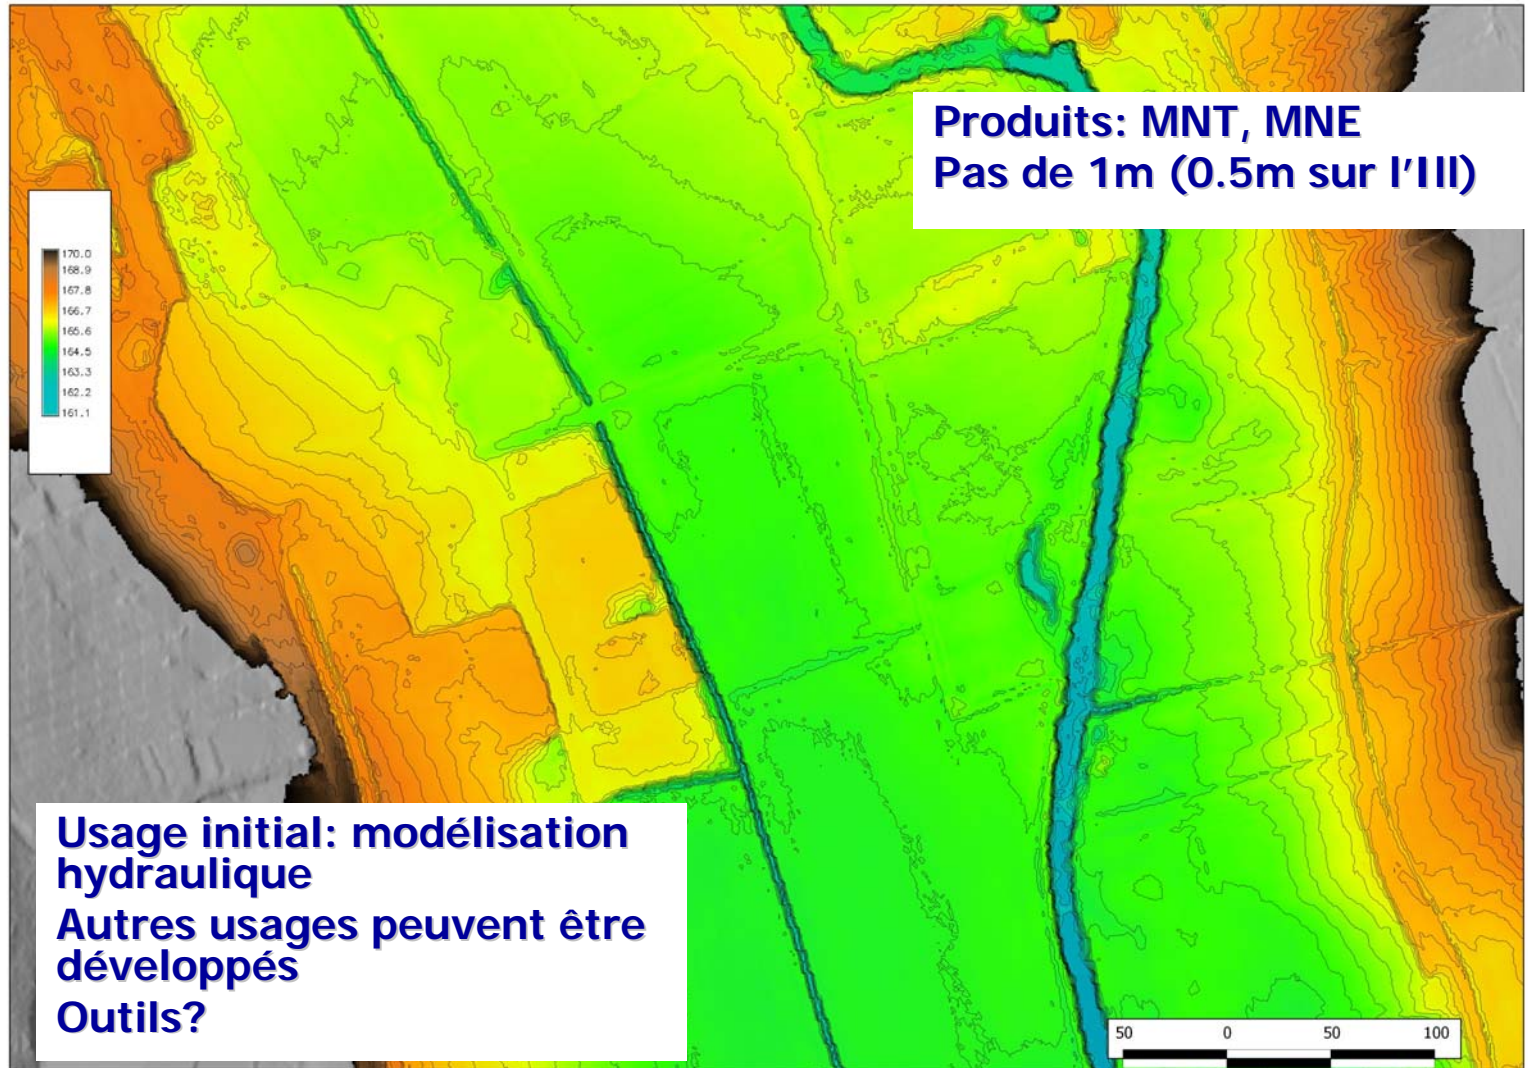 Produits: MNT, MNE
Pas de 1m (0.5m sur l'Ill)
170.0
168.9
167.8
166.7
165.6
164.5
163.3
162.2
161.1
Usage initial: modélisation
hydraulique
Autres usages peuvent être
développés
Outils?
50 0 50 100